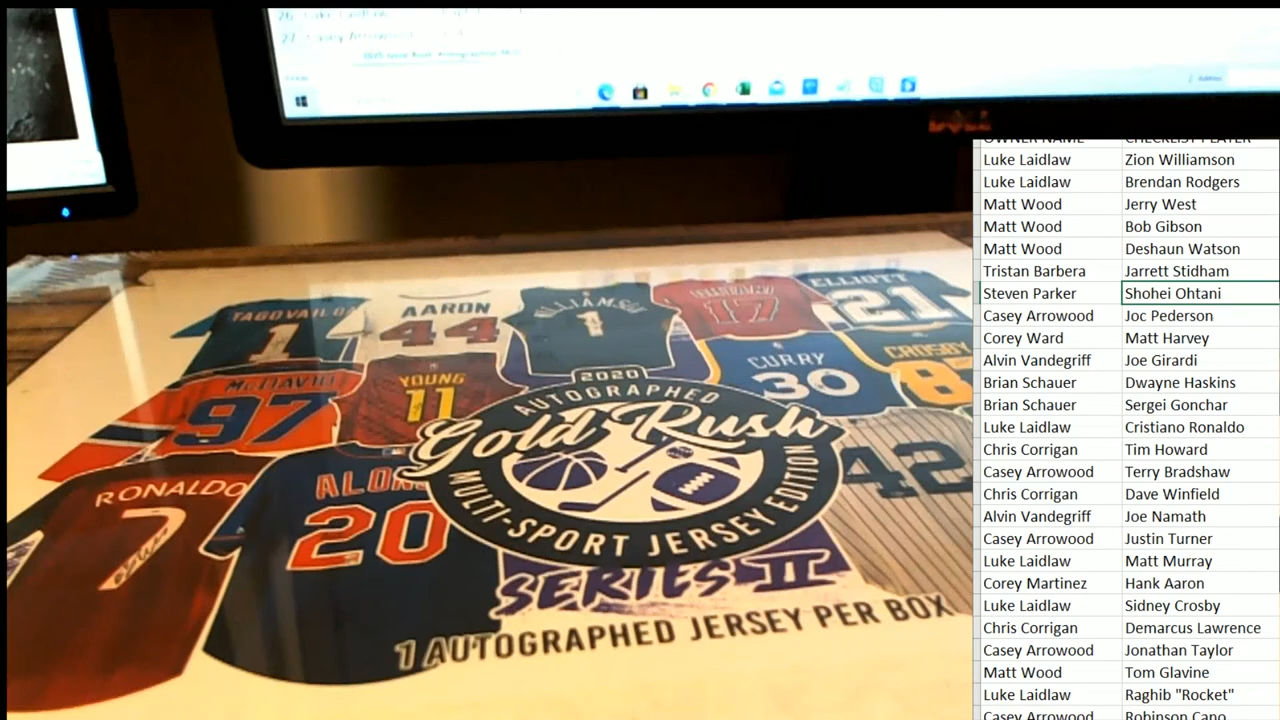 27 Casey Arrowood
DELL
TAGOVAILOA
1
AARON
44
WILLIAMSON
1
17
ELLIOTT
21
McDAVID
97
YOUNG
11
CURRY
30
CROSBY
87
RONALDO
7
ALON
20
42
2020
AUTOGRAPHED
Gold Rush
MULTI-SPORT JERSEY EDITION
SERIES II
1 AUTOGRAPHED JERSEY PER BOX
OWNER NAME CHECKLIST PLAYER
Luke Laidlaw Zion Williamson
Luke Laidlaw Brendan Rodgers
Matt Wood Jerry West
Matt Wood Bob Gibson
Matt Wood Deshaun Watson
Tristan Barbera Jarrett Stidham
Steven Parker Shohei Ohtani
Casey Arrowood Joc Pederson
Corey Ward Matt Harvey
Alvin Vandegriff Joe Girardi
Brian Schauer Dwayne Haskins
Brian Schauer Sergei Gonchar
Luke Laidlaw Cristiano Ronaldo
Chris Corrigan Tim Howard
Casey Arrowood Terry Bradshaw
Chris Corrigan Dave Winfield
Alvin Vandegriff Joe Namath
Casey Arrowood Justin Turner
Luke Laidlaw Matt Murray
Corey Martinez Hank Aaron
Luke Laidlaw Sidney Crosby
Chris Corrigan Demarcus Lawrence
Casey Arrowood Jonathan Taylor
Matt Wood Tom Glavine
Luke Laidlaw Raghib "Rocket"
Casey Arrowood Robinson Cano